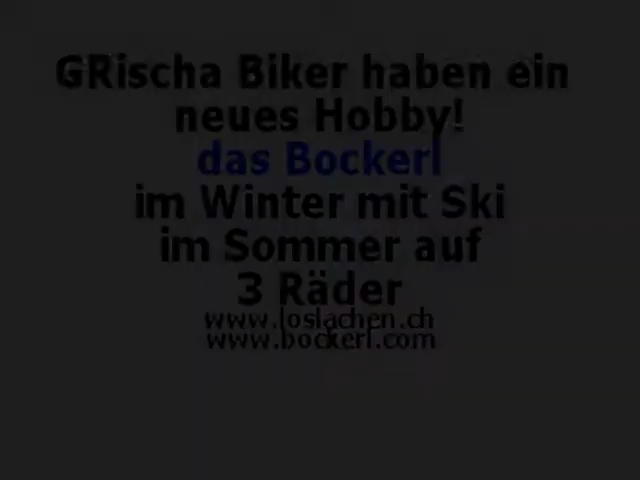 GRischa Biker haben ein
neues Hobby!
das Bockerl
im Winter mit Ski
im Sommer auf
3 Räder
www.loslachen.ch
www.bockerl.com